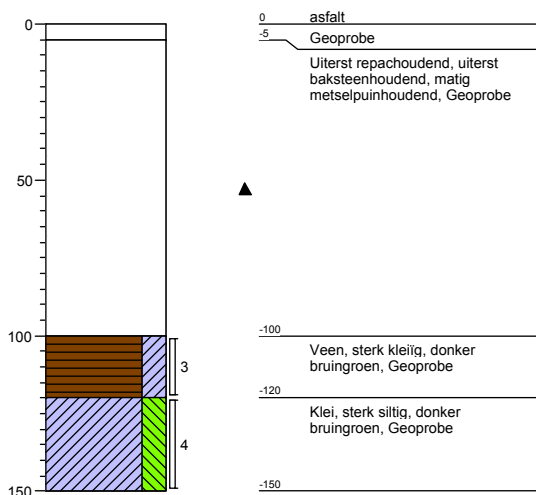 0
50
100
150
3
4
0
asfalt
-5
Geoprobe
Uiterst repachoudend, uiterst
baksteenhoudend, matig
metselpuinhoudend, Geoprobe
-100
Veen, sterk kleiïg, donker
bruingroen, Geoprobe
-120
Klei, sterk siltig, donker
bruingroen, Geoprobe
-150